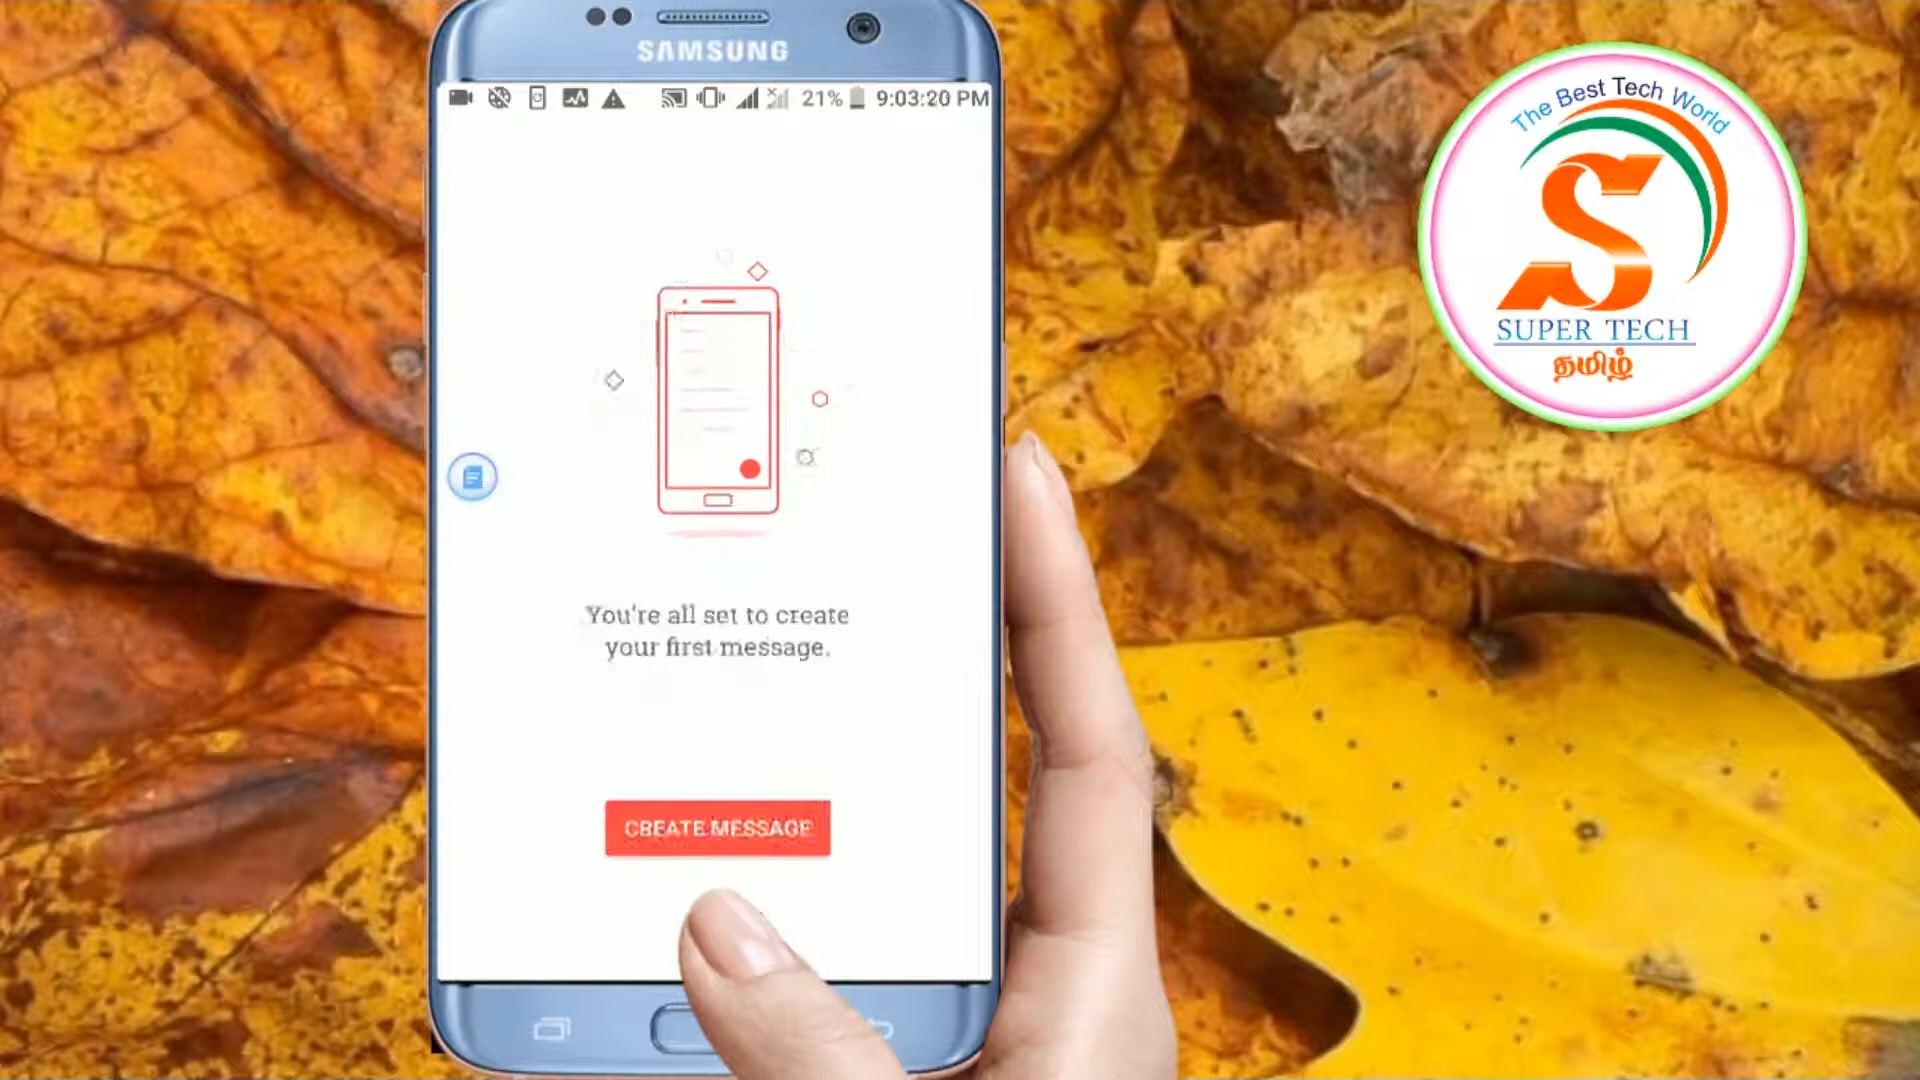 SAMSUNG
21% 9:03:20 PM
You're all set to create
your first message.
CREATE MESSAGE
The Best Tech World
S
SUPER TECH
தமிழ்